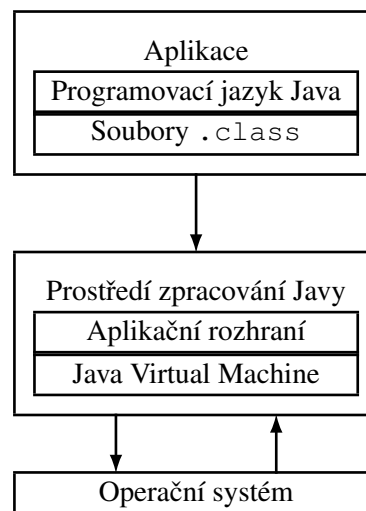 Aplikace
Programovací jazyk Java
Soubory .class
Prostředí zpracování Javy
Aplikační rozhraní
Java Virtual Machine
Operační systém